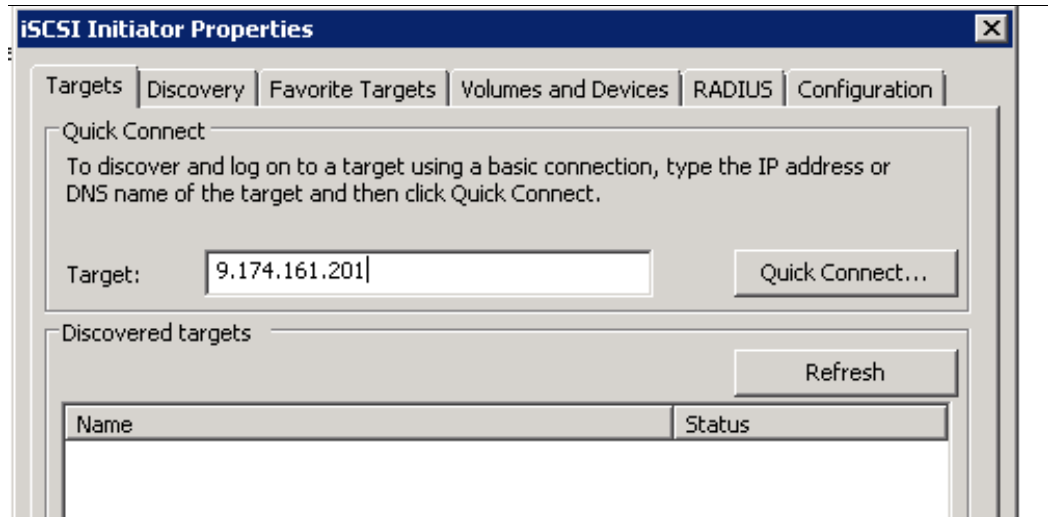 iSCSI Initiator Properties
Targets Discovery Favorite Targets Volumes and Devices RADIUS Configuration
Quick Connect
To discover and log on to a target using a basic connection, type the IP address or
DNS name of the target and then click Quick Connect.
Target: 9.174.161.201 Quick Connect...
Discovered targets
Refresh
Name Status